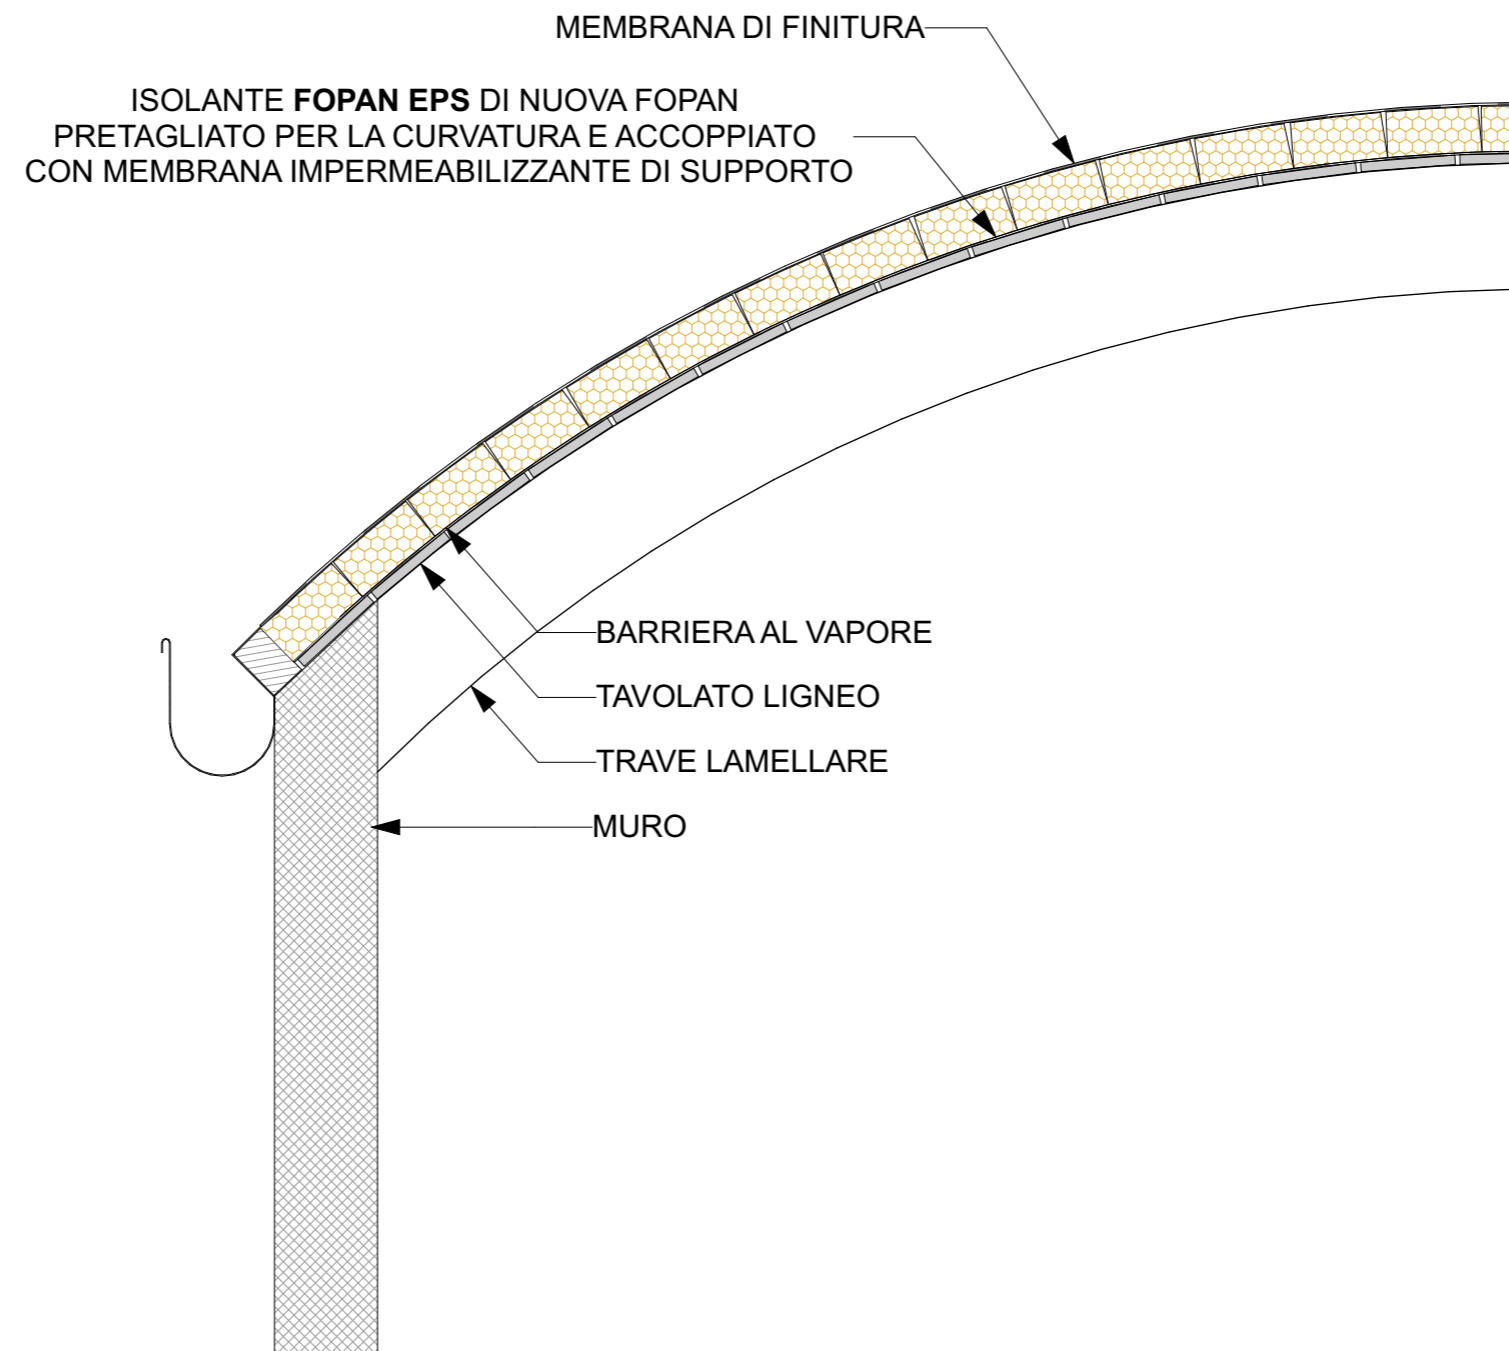 MEMBRANA DI FINITURA
ISOLANTE FOPAN EPS DI NUOVA FOPAN
PRETAGLIATO PER LA CURVATURA E ACCOPPIATO
CON MEMBRANA IMPERMEABILIZZANTE DI SUPPORTO
BARRIERA AL VAPORE
TAVOLATO LIGNEO
TRAVE LAMELLARE
MURO